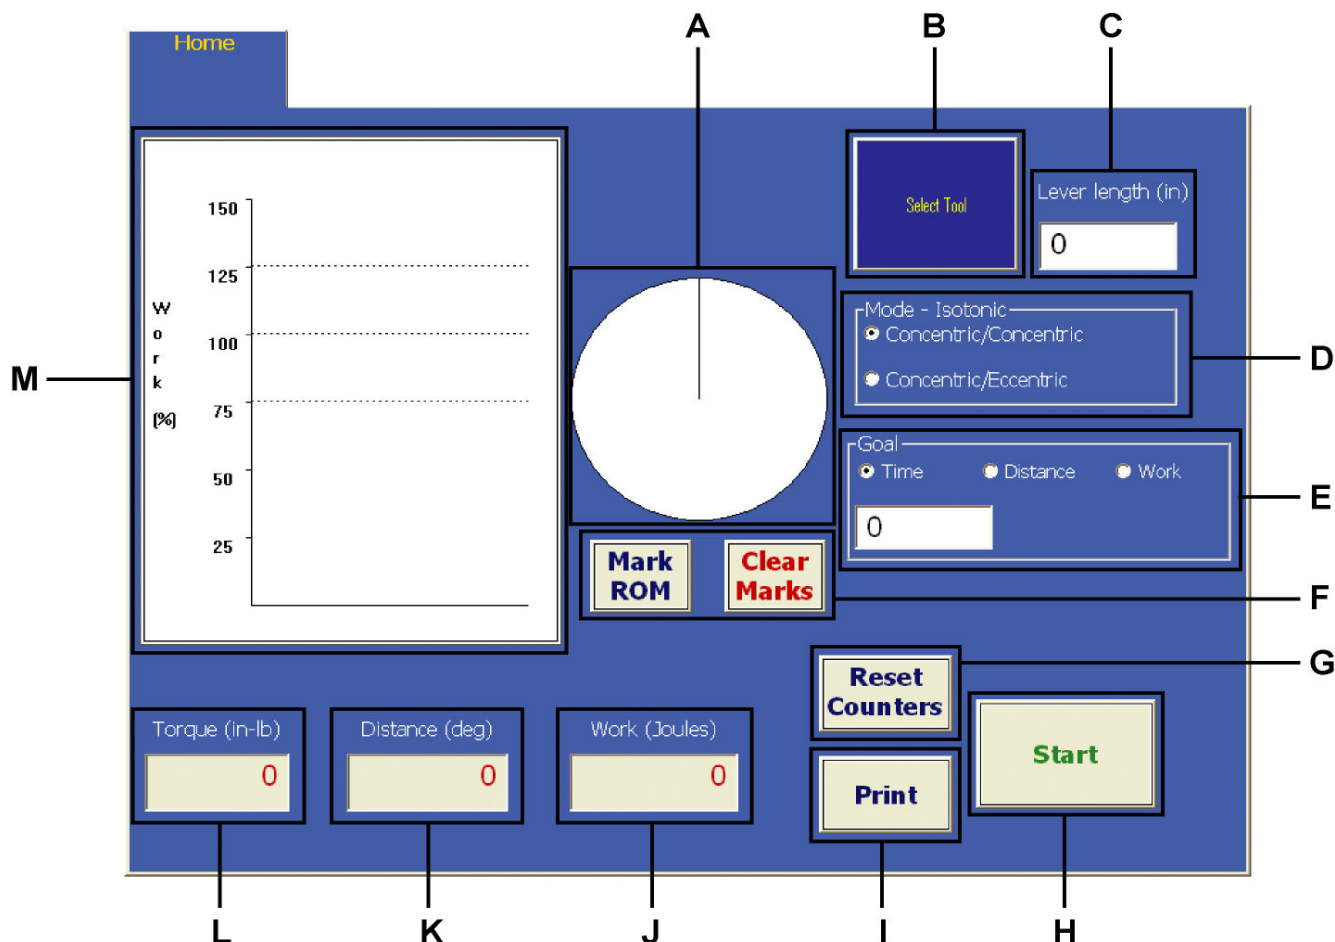 A
B
C
Home
Select Tool
Lever length (in)
0
150
125
100
75
50
25
Work (%)
Mode - Isotonic
Concentric/Concentric
Concentric/Eccentric
D
M
Goal
Time
Distance
Work
0
E
Mark
ROM
Clear
Marks
F
Reset
Counters
G
Torque (in-lb)
0
Distance (deg)
0
Work (Joules)
0
Print
Start
L
K
J
I
H